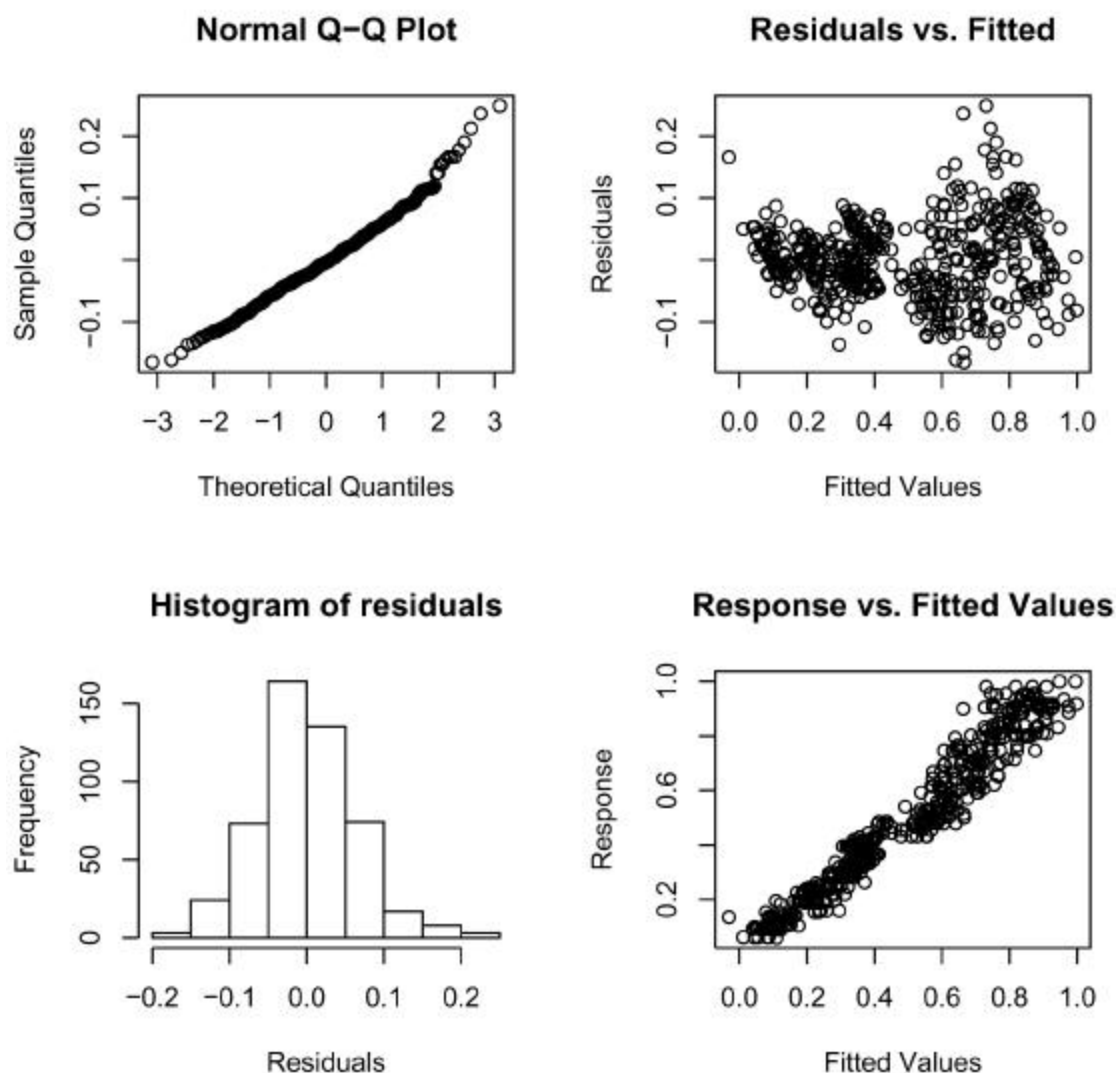 Normal Q−Q Plot
Sample Quantiles
0.2
0.1
−0.1
−3 −2 −1 0 1 2 3
Theoretical Quantiles
Residuals vs. Fitted
Residuals
0.2
0.1
−0.1
0.0 0.2 0.4 0.6 0.8 1.0
Fitted Values
Histogram of residuals
Frequency
150
100
50
0
−0.2 −0.1 0.0 0.1 0.2
Residuals
Response vs. Fitted Values
Response
1.0
0.6
0.2
0.0 0.2 0.4 0.6 0.8 1.0
Fitted Values